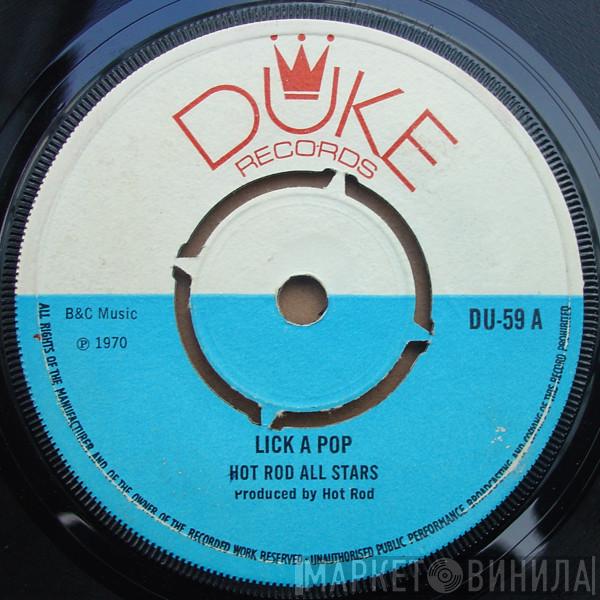 DUKE
RECORDS
B&C Music
℗ 1970
DU-59 A
LICK A POP
HOT ROD ALL STARS
Produced by Hot Rod
ALL RIGHTS OF THE MANUFACTURER AND OF THE OWNER OF THE RECORDED WORK RESERVED · UNAUTHORISED PUBLIC PERFORMANCE BROADCASTING AND COPYING OF THIS RECORD PROHIBITED
МАРКЕТ ВИНИЛА